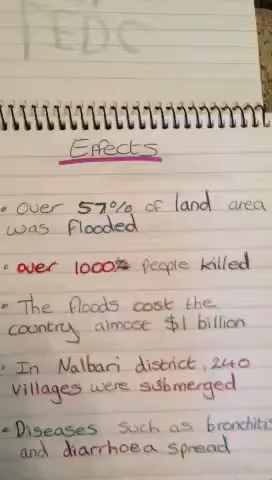 EDC
Effects
• Over 57% of land area
was flooded
• over 1000 people killed
• The floods cost the
country almost $1 billion
• In Nalbari district, 240
villages were submerged
• Diseases such as bronchitis
and diarrhoea spread